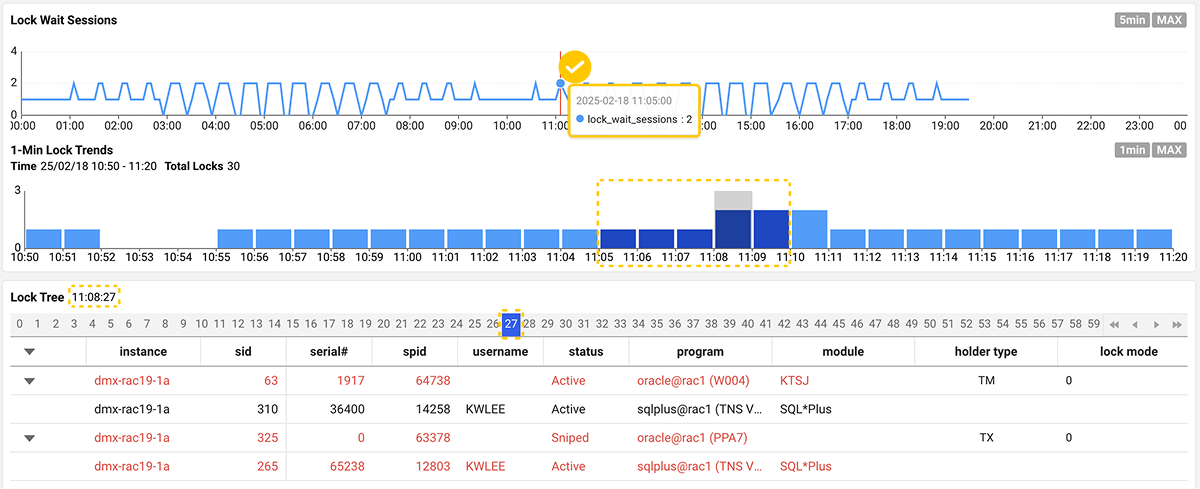 Lock Wait Sessions 5min MAX
4
2
0
00:00 01:00 02:00 03:00 04:00 05:00 06:00 07:00 08:00 09:00 10:00 11:0 :00 15:00 16:00 17:00 18:00 19:00 20:00 21:00 22:00 23:00 00
2025-02-18 11:05:00
lock_wait_sessions : 2
1-Min Lock Trends 1min MAX
Time 25/02/18 10:50 - 11:20 Total Locks 30
3
0
10:50 10:51 10:52 10:53 10:54 10:55 10:56 10:57 10:58 10:59 11:00 11:01 11:02 11:03 11:04 11:05 11:06 11:07 11:08 11:09 11:10 11:11 11:12 11:13 11:14 11:15 11:16 11:17 11:18 11:19 11:20
Lock Tree 11:08:27
0 1 2 3 4 5 6 7 8 9 10 11 12 13 14 15 16 17 18 19 20 21 22 23 24 25 26 27 28 29 30 31 32 33 34 35 36 37 38 39 40 41 42 43 44 45 46 47 48 49 50 51 52 53 54 55 56 57 58 59
instance sid serial# spid username status program module holder type lock mode
dmx-rac19-1a 63 1917 64738 Active oracle@rac1 (W004) KTSJ TM 0
dmx-rac19-1a 310 36400 14258 KWLEE Active sqlplus@rac1 (TNS V... SQL*Plus
dmx-rac19-1a 325 0 63378 Sniped oracle@rac1 (PPA7) TX 0
dmx-rac19-1a 265 65238 12803 KWLEE Active sqlplus@rac1 (TNS V... SQL*Plus